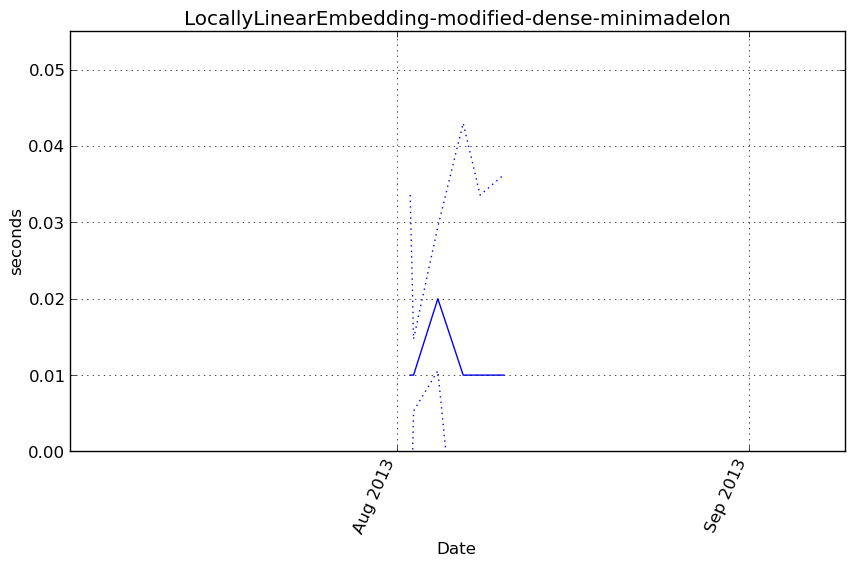 LocallyLinearEmbedding-modified-dense-minimadelon
0.05
0.04
0.03
0.02
0.01
0.00
seconds
Aug 2013
Sep 2013
Date